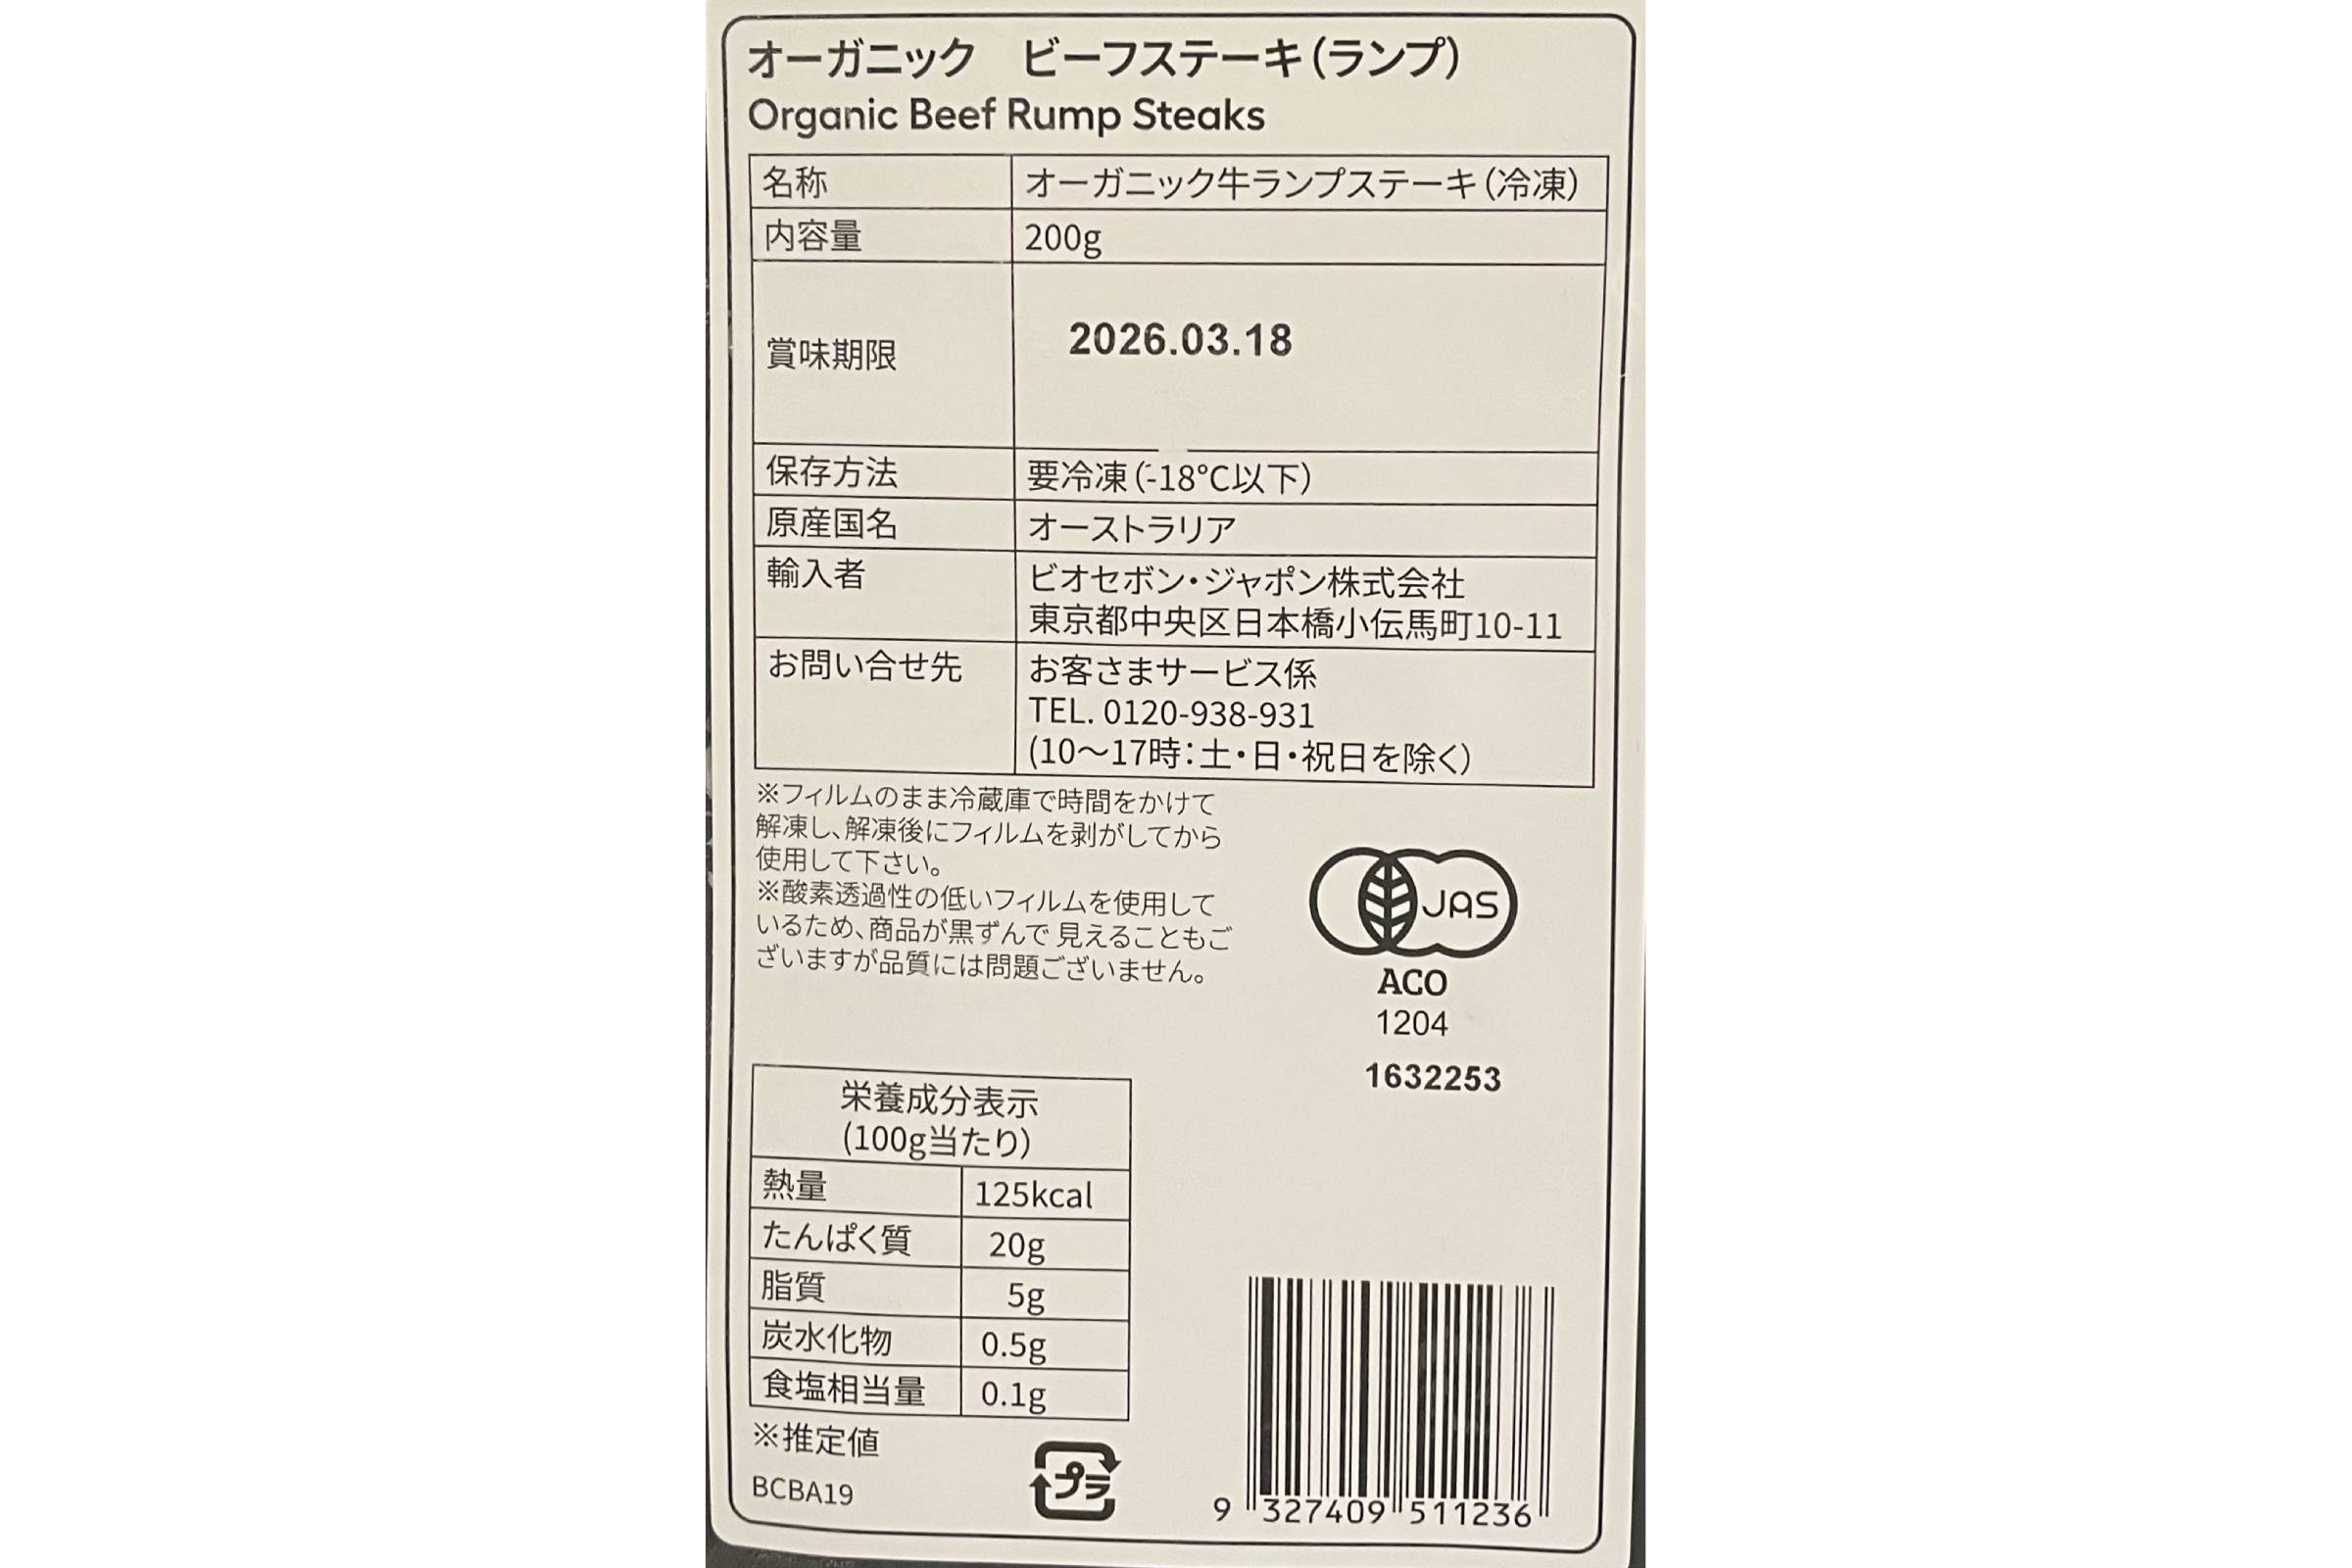 オーガニック　ビーフステーキ（ランプ）
Organic Beef Rump Steaks
名称 オーガニック牛ランプステーキ（冷凍）
内容量 200g
賞味期限 2026.03.18
保存方法 要冷凍（-18℃以下）
原産国名 オーストラリア
輸入者 ビオセボン・ジャポン株式会社
東京都中央区日本橋小伝馬町10-11
お問い合せ先 お客さまサービス係
TEL. 0120-938-931
(10～17時：土・日・祝日を除く)
※フィルムのまま冷蔵庫で時間をかけて
解凍し、解凍後にフィルムを剥がしてから
使用して下さい。
※酸素透過性の低いフィルムを使用して
いるため、商品が黒ずんで 見えることもご
ざいますが品質には問題ございません。
JAS
ACO
1204
1632253
栄養成分表示
(100g当たり)
熱量 125kcal
たんぱく質 20g
脂質 5g
炭水化物 0.5g
食塩相当量 0.1g
※推定値
BCBA19
プラ
9 327409 511236